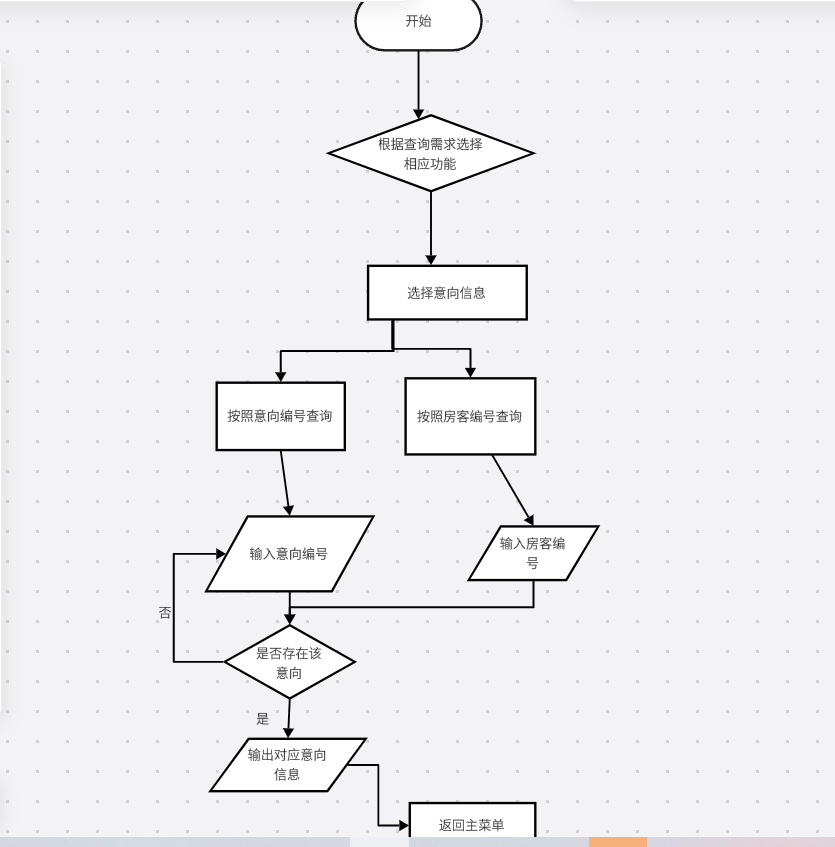 开始
根据查询需求选择
相应功能
选择意向信息
按照意向编号查询
按照房客编号查询
输入意向编号
输入房客编
号
否
是否存在该
意向
是
输出对应意向
信息
返回主菜单